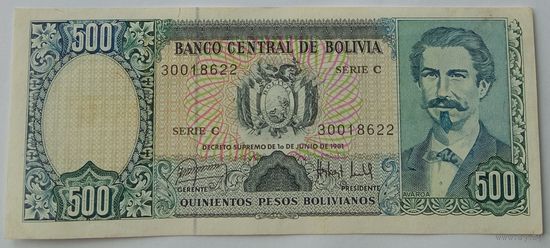 500 BANCO CENTRAL DE BOLIVIA
30018622 SERIE C
SERIE C 30018622
DECRETO SUPREMO DE 1o DE JUNIO DE 1981
GERENTE PRESIDENTE
AVAROA
500 QUINIENTOS PESOS BOLIVIANOS 500